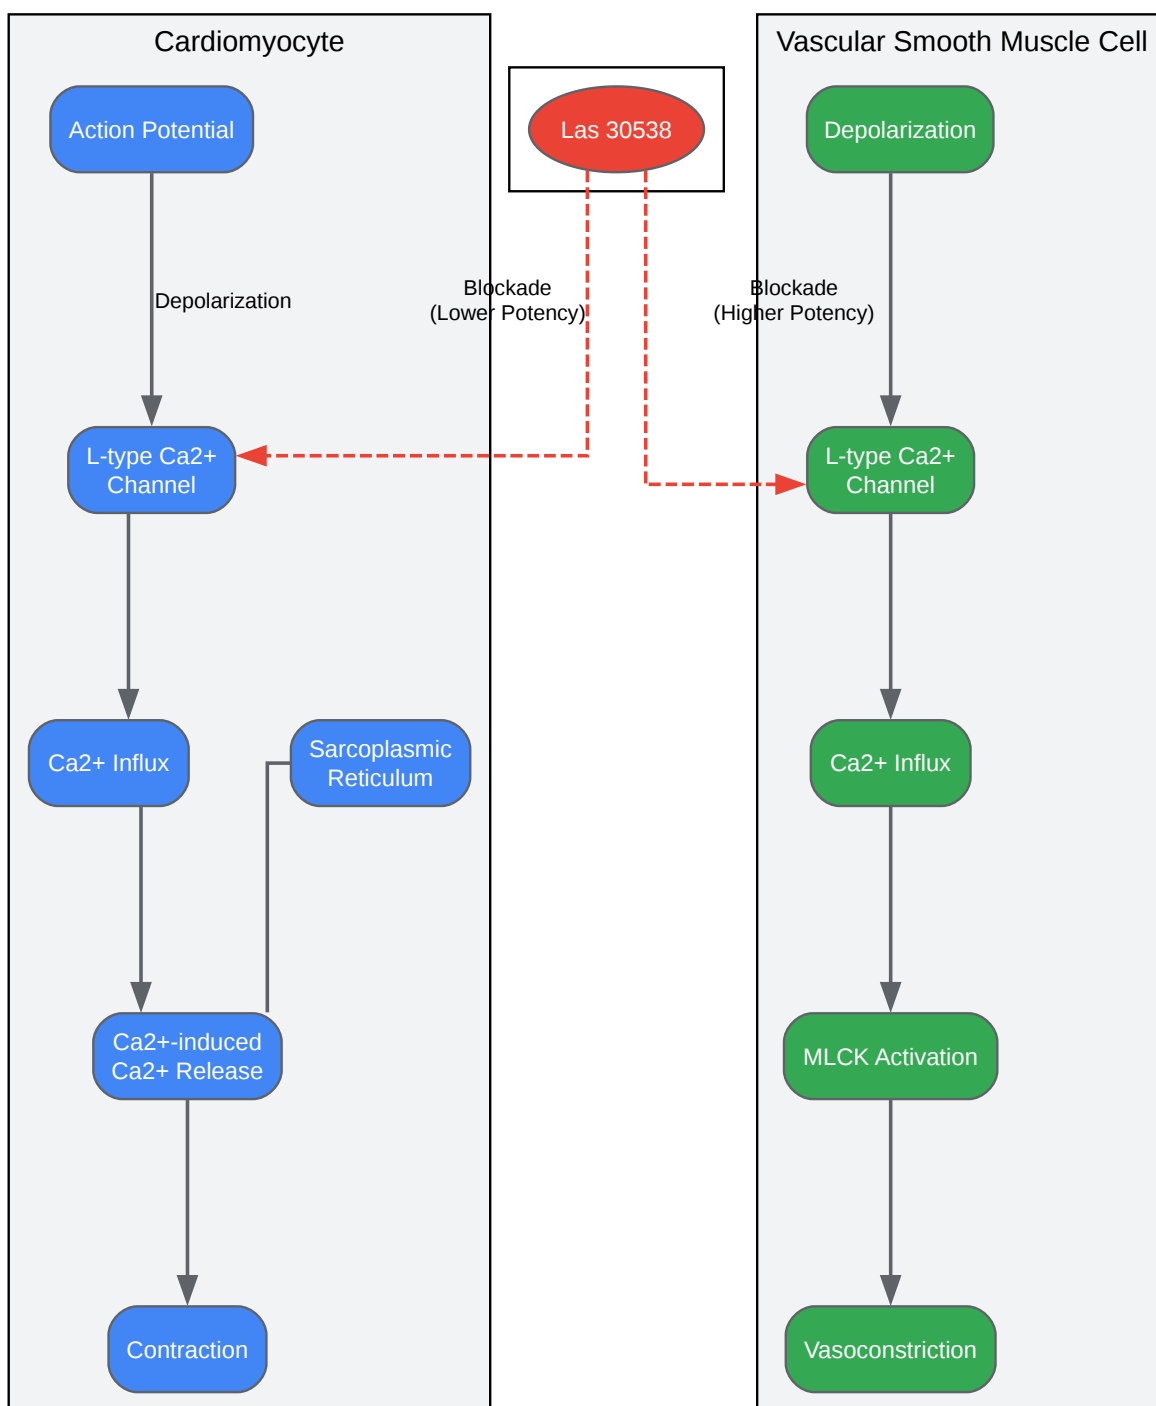 Cardiomyocyte
Vascular Smooth Muscle Cell
Action Potential
Las 30538
Depolarization
Depolarization
Blockade
(Lower Potency)
Blockade
(Higher Potency)
L-type Ca2+
Channel
L-type Ca2+
Channel
Ca2+ Influx
Sarcoplasmic
Reticulum
Ca2+ Influx
Ca2+-induced
Ca2+ Release
MLCK Activation
Contraction
Vasoconstriction